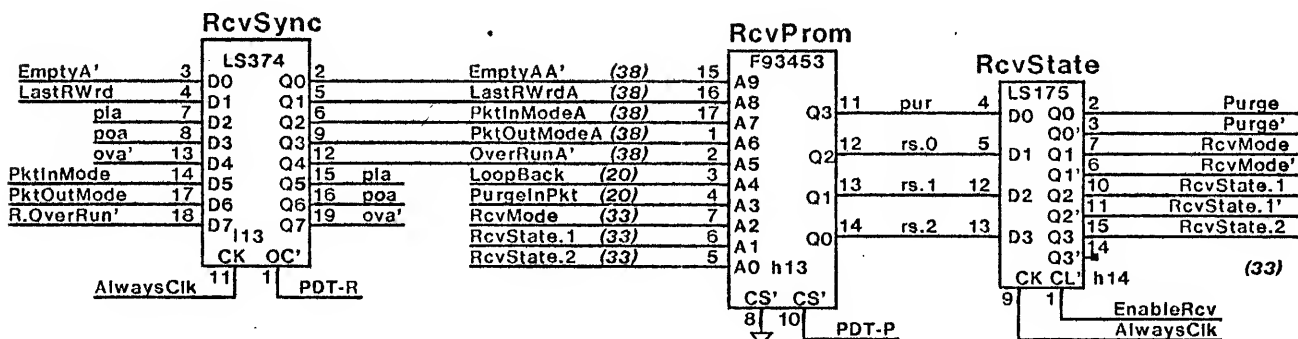 RcvSync
LS374
EmptyA' 3 D0 Q0 2 EmptyAA' (38) 15 A9
LastRWrd 4 D1 Q1 5 LastRWrdA (38) 16 A8
pia 7 D2 Q2 6 PktInModeA (38) 17 A7
poa 8 D3 Q3 9 PktOutModeA (38) 1 A6
ova' 13 D4 Q4 12 OverRunA' (38) 2 A5
PktInMode 14 D5 Q5 15 pia LoopBack (20) 3 A4
PktOutMode 17 D6 Q6 16 poa PurgeInPkt (20) 4 A3
R.OverRun' 18 D7 Q7 19 ova' RcvMode (33) 7 A2
RcvState.1 (33) 6 A1
RcvState.2 (33) 5 A0
I13
CK OC'
11 1
AlwaysClk PDT-R
RcvProm
F93453
Q3 11 pur 4 D0
Q2 12 rs.0 5 D1
Q1 13 rs.1 12 D2
Q0 14 rs.2 13 D3
h13
CS' CS'
8 10
PDT-P
RcvState
LS175
Q0 2 Purge
Q0' 3 Purge'
Q1 7 RcvMode
Q1' 6 RcvMode'
Q2 10 RcvState.1
Q2' 11 RcvState.1'
Q3 15 RcvState.2
Q3' 14
(33)
CK CL' h14
9 1
EnableRcv
AlwaysClk